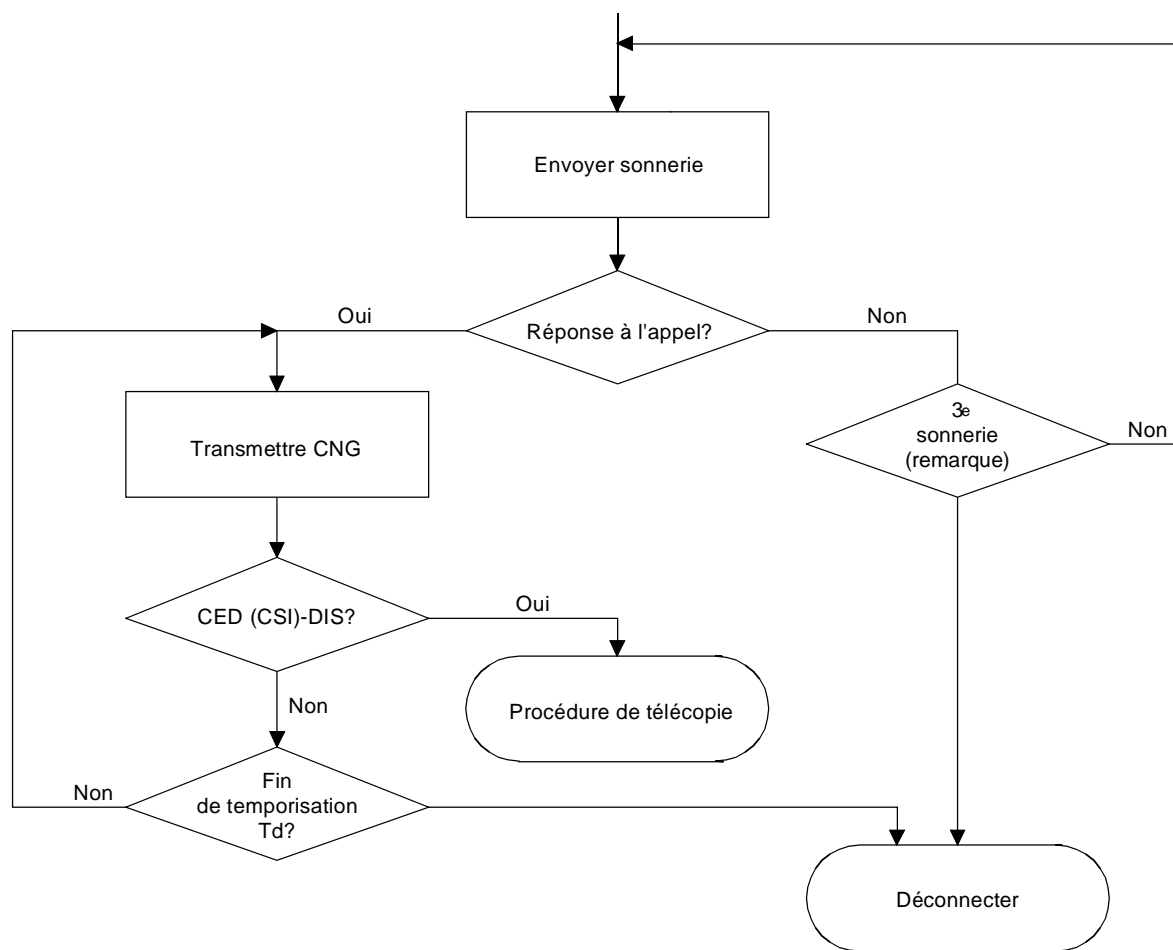 Envoyer sonnerie
Oui
Réponse à l'appel?
Non
Transmettre CNG
3e
sonnerie
(remarque)
Non
CED (CSI)-DIS?
Oui
Non
Procédure de télécopie
Non
Fin
de temporisation
Td?
Déconnecter